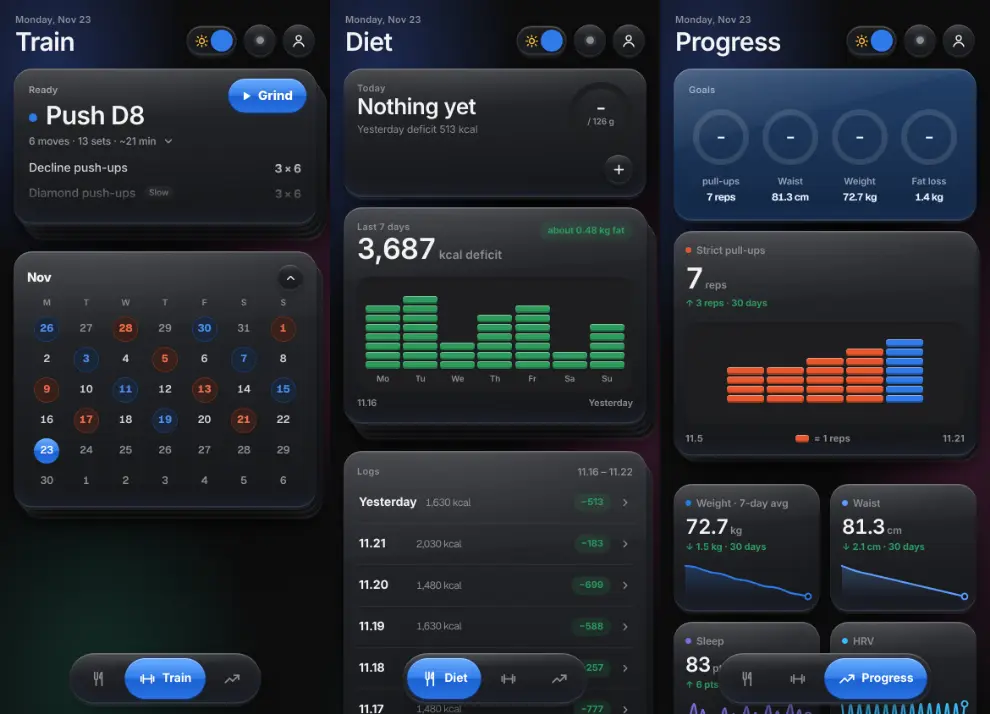 Monday, Nov 23
Train
Ready
Push D8
Grind
6 moves · 13 sets · ~21 min
Decline push-ups 3 × 6
Diamond push-ups Slow 3 × 6
Nov
M T W T F S S
26 27 28 29 30 31 1
2 3 4 5 6 7 8
9 10 11 12 13 14 15
16 17 18 19 20 21 22
23 24 25 26 27 28 29
30 1 2 3 4 5 6
Train
Monday, Nov 23
Diet
Today
Nothing yet
Yesterday deficit 513 kcal
-
/ 126 g
+
Last 7 days
3,687 kcal deficit
about 0.48 kg fat
Mo Tu We Th Fr Sa Su
11.16 Yesterday
Logs 11.16 – 11.22
Yesterday 1,630 kcal −513
11.21 2,030 kcal −183
11.20 1,480 kcal −699
11.19 1,630 kcal −588
11.18 257
11.17 1,480 kcal −777
Diet
Monday, Nov 23
Progress
Goals
- - - -
pull-ups Waist Weight Fat loss
7 reps 81.3 cm 72.7 kg 1.4 kg
Strict pull-ups
7 reps
↑ 3 reps · 30 days
11.5 = 1 reps 11.21
Weight · 7-day avg
72.7 kg
↓ 1.5 kg · 30 days
Waist
81.3 cm
↓ 2.1 cm · 30 days
Sleep
83
↑ 6 pts
HRV
Progress